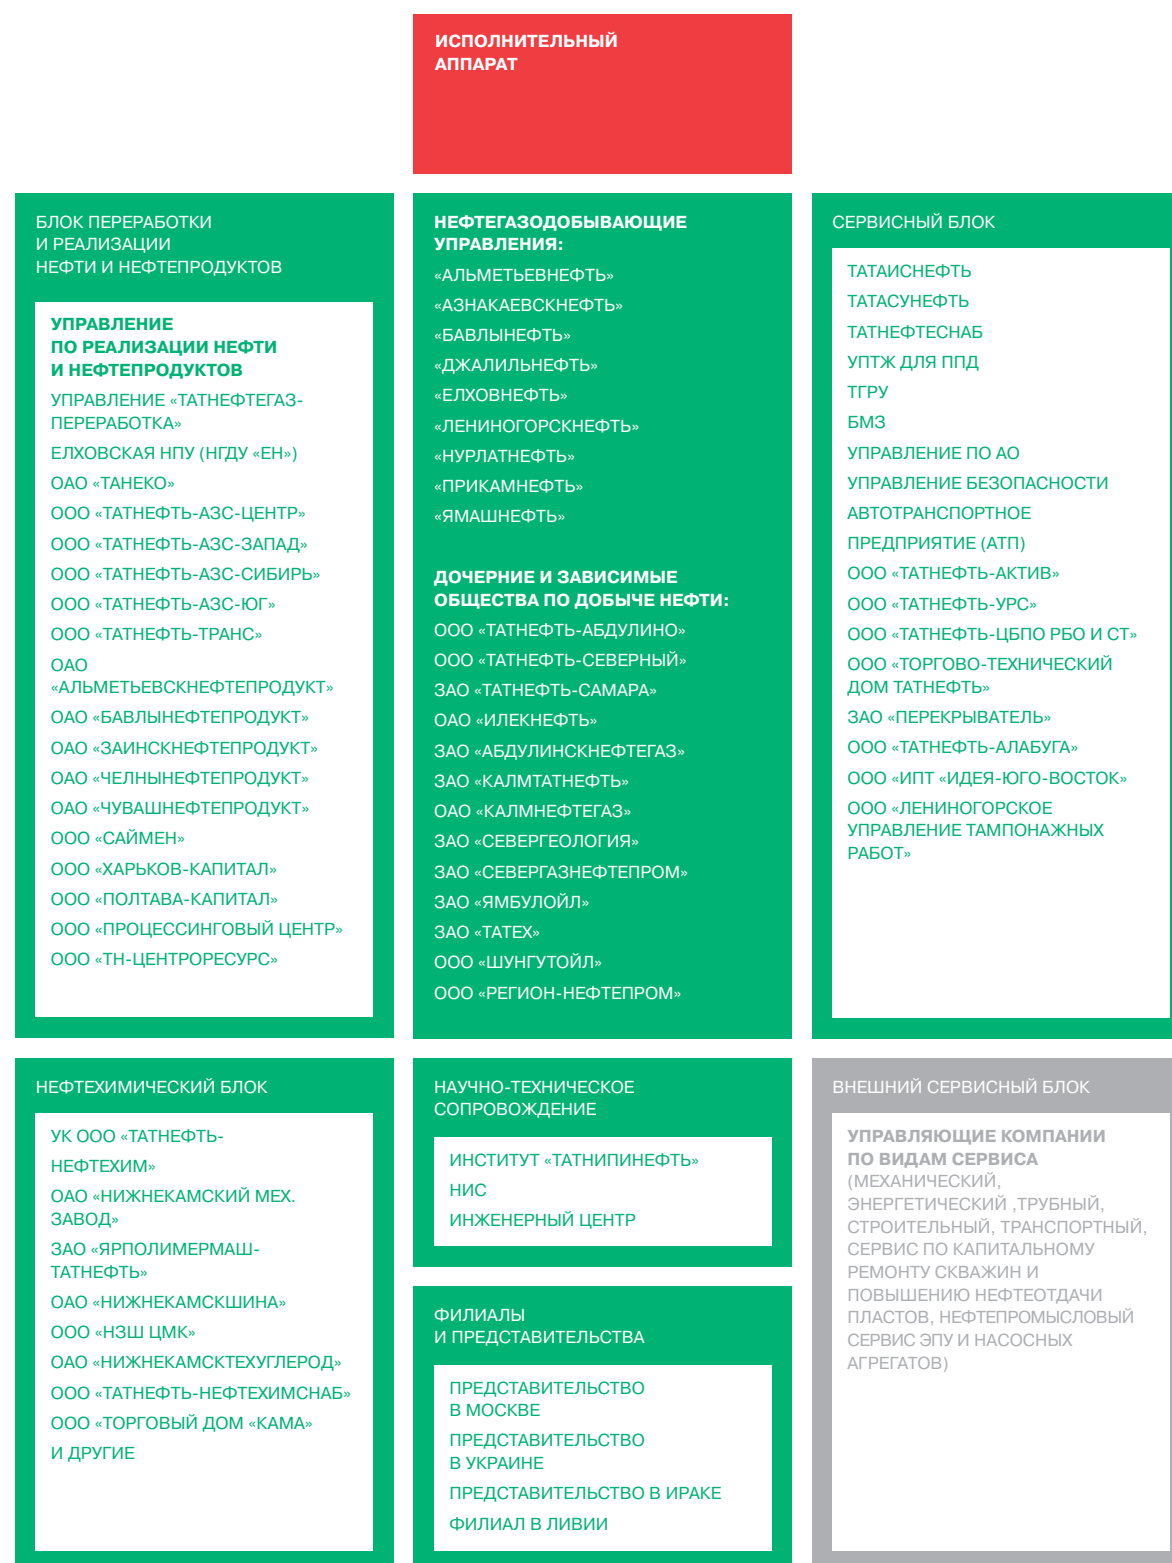 ИСПОЛНИТЕЛЬНЫЙ
АППАРАТ
БЛОК ПЕРЕРАБОТКИ
И РЕАЛИЗАЦИИ
НЕФТИ И НЕФТЕПРОДУКТОВ
УПРАВЛЕНИЕ
ПО РЕАЛИЗАЦИИ НЕФТИ
И НЕФТЕПРОДУКТОВ
УПРАВЛЕНИЕ «ТАТНЕФТЕГАЗ-
ПЕРЕРАБОТКА»
ЕЛХОВСКАЯ НПУ (НГДУ «ЕН»)
ОАО «ТАНЕКО»
ООО «ТАТНЕФТЬ-АЗС-ЦЕНТР»
ООО «ТАТНЕФТЬ-АЗС-ЗАПАД»
ООО «ТАТНЕФТЬ-АЗС-СИБИРЬ»
ООО «ТАТНЕФТЬ-АЗС-ЮГ»
ООО «ТАТНЕФТЬ-ТРАНС»
ОАО
«АЛЬМЕТЬЕВСКНЕФТЕПРОДУКТ»
ОАО «БАВЛЫНЕФТЕПРОДУКТ»
ОАО «ЗАИНСКНЕФТЕПРОДУКТ»
ОАО «ЧЕЛНЫНЕФТЕПРОДУКТ»
ОАО «ЧУВАШНЕФТЕПРОДУКТ»
ООО «САЙМЕН»
ООО «ХАРЬКОВ-КАПИТАЛ»
ООО «ПОЛТАВА-КАПИТАЛ»
ООО «ПРОЦЕССИНГОВЫЙ ЦЕНТР»
ООО «ТН-ЦЕНТРОРЕСУРС»
НЕФТЕГАЗОДОБЫВАЮЩИЕ
УПРАВЛЕНИЯ:
«АЛЬМЕТЬЕВНЕФТЬ»
«АЗНАКАЕВСКНЕФТЬ»
«БАВЛЫНЕФТЬ»
«ДЖАЛИЛЬНЕФТЬ»
«ЕЛХОВНЕФТЬ»
«ЛЕНИНОГОРСКНЕФТЬ»
«НУРЛАТНЕФТЬ»
«ПРИКАМНЕФТЬ»
«ЯМАШНЕФТЬ»
ДОЧЕРНИЕ И ЗАВИСИМЫЕ
ОБЩЕСТВА ПО ДОБЫЧЕ НЕФТИ:
ООО «ТАТНЕФТЬ-АБДУЛИНО»
ООО «ТАТНЕФТЬ-СЕВЕРНЫЙ»
ЗАО «ТАТНЕФТЬ-САМАРА»
ОАО «ИЛЕКНЕФТЬ»
ЗАО «АБДУЛИНСКНЕФТЕГАЗ»
ЗАО «КАЛМТАТНЕФТЬ»
ОАО «КАЛМНЕФТЕГАЗ»
ЗАО «СЕВЕРГЕОЛОГИЯ»
ЗАО «СЕВЕРГАЗНЕФТЕПРОМ»
ЗАО «ЯМБУЛОЙЛ»
ЗАО «ТАТЕХ»
ООО «ШУНГУТОЙЛ»
ООО «РЕГИОН-НЕФТЕПРОМ»
СЕРВИСНЫЙ БЛОК
ТАТАИСНЕФТЬ
ТАТАСУНЕФТЬ
ТАТНЕФТЕСНАБ
УПТЖ ДЛЯ ППД
ТГРУ
БМЗ
УПРАВЛЕНИЕ ПО АО
УПРАВЛЕНИЕ БЕЗОПАСНОСТИ
АВТОТРАНСПОРТНОЕ
ПРЕДПРИЯТИЕ (АТП)
ООО «ТАТНЕФТЬ-АКТИВ»
ООО «ТАТНЕФТЬ-УРС»
ООО «ТАТНЕФТЬ-ЦБПО РБО И СТ»
ООО «ТОРГОВО-ТЕХНИЧЕСКИЙ
ДОМ ТАТНЕФТЬ»
ЗАО «ПЕРЕКРЫВАТЕЛЬ»
ООО «ТАТНЕФТЬ-АЛАБУГА»
ООО «ИПТ «ИДЕЯ-ЮГО-ВОСТОК»
ООО «ЛЕНИНОГОРСКОЕ
УПРАВЛЕНИЕ ТАМПОНАЖНЫХ
РАБОТ»
НЕФТЕХИМИЧЕСКИЙ БЛОК
УК ООО «ТАТНЕФТЬ-
НЕФТЕХИМ»
ОАО «НИЖНЕКАМСКИЙ МЕХ.
ЗАВОД»
ЗАО «ЯРПОЛИМЕРМАШ-
ТАТНЕФТЬ»
ОАО «НИЖНЕКАМСКШИНА»
ООО «НЗШ ЦМК»
ОАО «НИЖНЕКАМСКТЕХУГЛЕРОД»
ООО «ТАТНЕФТЬ-НЕФТЕХИМСНАБ»
ООО «ТОРГОВЫЙ ДОМ «КАМА»
И ДРУГИЕ
НАУЧНО-ТЕХНИЧЕСКОЕ
СОПРОВОЖДЕНИЕ
ИНСТИТУТ «ТАТНИПИНЕФТЬ»
НИС
ИНЖЕНЕРНЫЙ ЦЕНТР
ФИЛИАЛЫ
И ПРЕДСТАВИТЕЛЬСТВА
ПРЕДСТАВИТЕЛЬСТВО
В МОСКВЕ
ПРЕДСТАВИТЕЛЬСТВО
В УКРАИНЕ
ПРЕДСТАВИТЕЛЬСТВО В ИРАКЕ
ФИЛИАЛ В ЛИВИИ
ВНЕШНИЙ СЕРВИСНЫЙ БЛОК
УПРАВЛЯЮЩИЕ КОМПАНИИ
ПО ВИДАМ СЕРВИСА
(МЕХАНИЧЕСКИЙ,
ЭНЕРГЕТИЧЕСКИЙ ,ТРУБНЫЙ,
СТРОИТЕЛЬНЫЙ, ТРАНСПОРТНЫЙ,
СЕРВИС ПО КАПИТАЛЬНОМУ
РЕМОНТУ СКВАЖИН И
ПОВЫШЕНИЮ НЕФТЕОТДАЧИ
ПЛАСТОВ, НЕФТЕПРОМЫСЛОВЫЙ
СЕРВИС ЭПУ И НАСОСНЫХ
АГРЕГАТОВ)